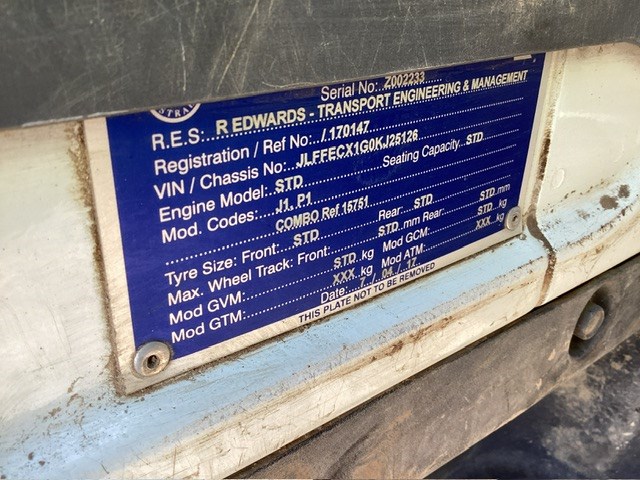 Serial No: Z002233
TRA
R.E.S: R EDWARDS - TRANSPORT ENGINEERING & MANAGEMENT
Registration / Ref No: / 170147
VIN / Chassis No: JLFFECX1G0KJ25126
Engine Model: STD Seating Capacity STD
Mod. Codes: J1, P1
COMBO Ref 15751
Tyre Size: Front: STD Rear STD
Max. Wheel Track: Front: STD mm Rear: STD mm
Mod GVM: STD kg Mod GCM: STD kg
Mod GTM: XXX kg Mod ATM: XXX kg
Date: 7 / 04 / 17
THIS PLATE NOT TO BE REMOVED